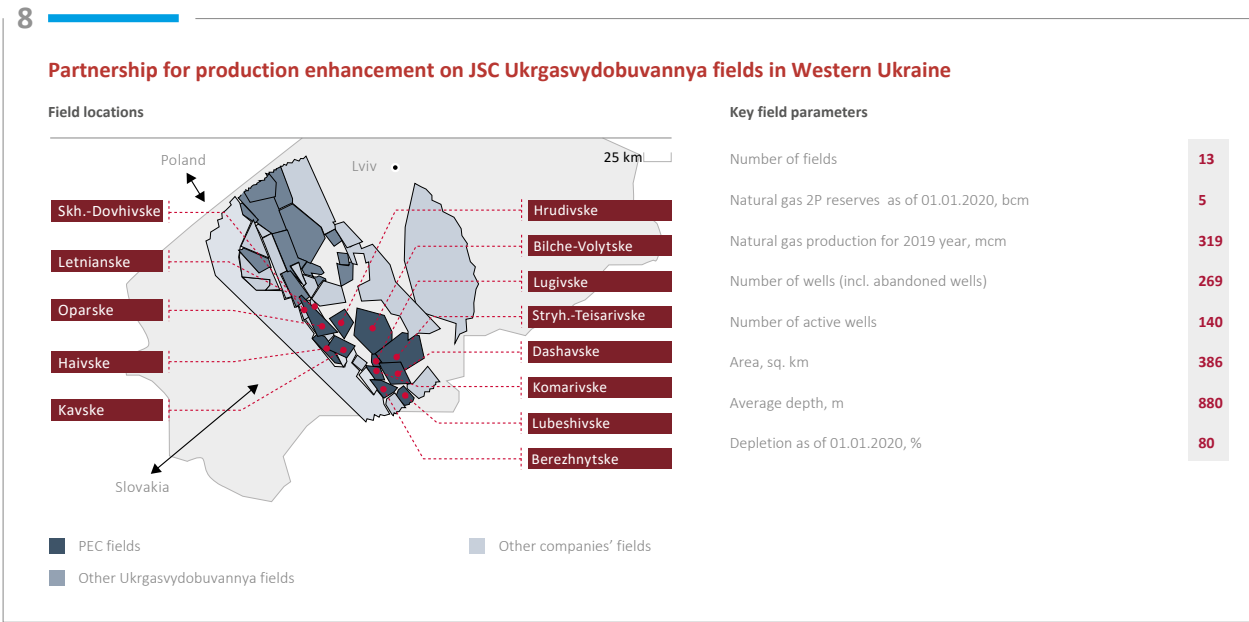 8
Partnership for production enhancement on JSC Ukrgasvydobuvannya fields in Western Ukraine
Field locations
Poland
Lviv
25 km
Skh.-Dovhivske
Letnianske
Oparske
Haivske
Kavske
Hrudivske
Bilche-Volytske
Lugivske
Stryh.-Teisarivske
Dashavske
Komarivske
Lubeshivske
Berezhnytske
Slovakia
PEC fields
Other Ukrgasvydobuvannya fields
Other companies’ fields
Key field parameters
Number of fields 13
Natural gas 2P reserves as of 01.01.2020, bcm 5
Natural gas production for 2019 year, mcm 319
Number of wells (incl. abandoned wells) 269
Number of active wells 140
Area, sq. km 386
Average depth, m 880
Depletion as of 01.01.2020, % 80